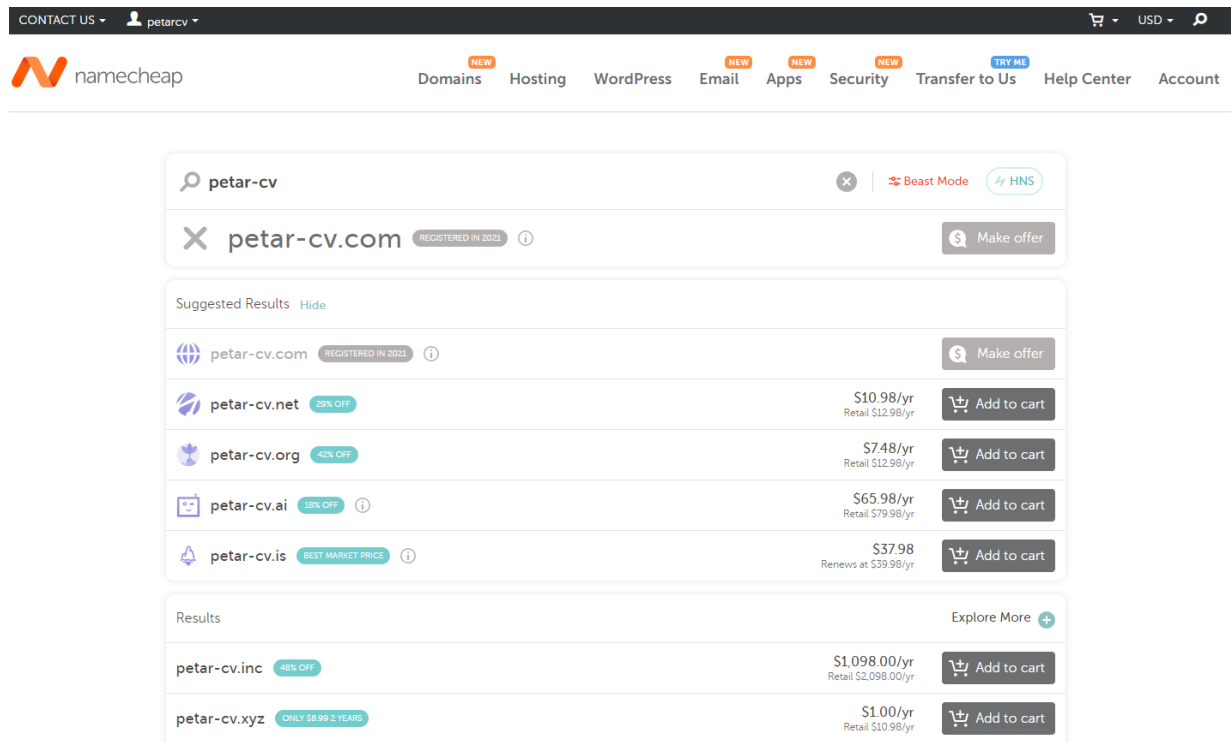 CONTACT US petarcv USD
namecheap
NEW NEW NEW NEW TRY ME
Domains Hosting WordPress Email Apps Security Transfer to Us Help Center Account
petar-cv Beast Mode HNS
petar-cv.com REGISTERED IN 2021 Make offer
Suggested Results Hide
petar-cv.com REGISTERED IN 2021 Make offer
petar-cv.net 29% OFF $10.98/yr Add to cart
Retail $12.98/yr
petar-cv.org 42% OFF $7.48/yr Add to cart
Retail $12.98/yr
petar-cv.ai 18% OFF $65.98/yr Add to cart
Retail $79.98/yr
petar-cv.is BEST MARKET PRICE $37.98 Add to cart
Renews at $39.98/yr
Results Explore More
petar-cv.inc 48% OFF $1,098.00/yr Add to cart
Retail $2,098.00/yr
petar-cv.xyz ONLY $8.99 2 YEARS $1.00/yr Add to cart
Retail $10.98/yr